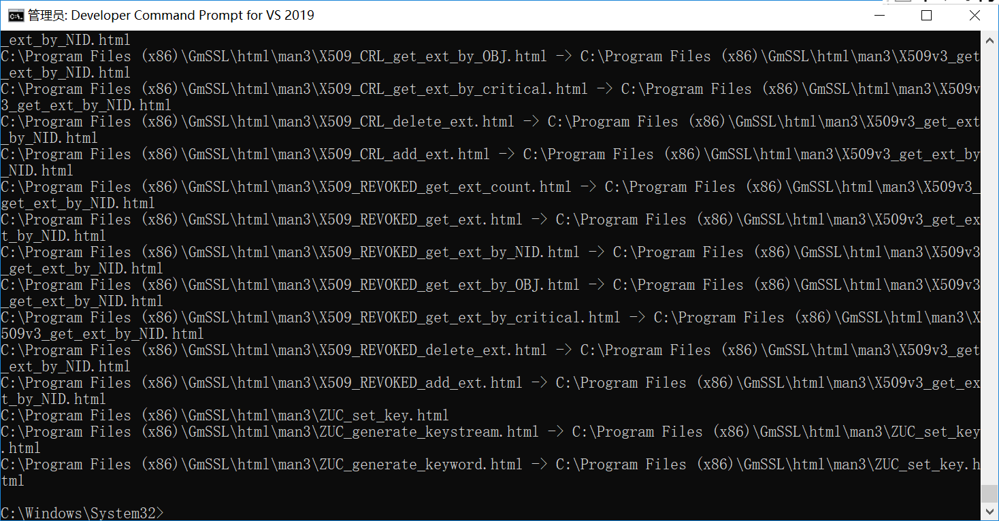 管理员: Developer Command Prompt for VS 2019
_ext_by_NID.html
C:\Program Files (x86)\GmSSL\html\man3\X509_CRL_get_ext_by_OBJ.html -> C:\Program Files (x86)\GmSSL\html\man3\X509v3_get
_ext_by_NID.html
C:\Program Files (x86)\GmSSL\html\man3\X509_CRL_get_ext_by_critical.html -> C:\Program Files (x86)\GmSSL\html\man3\X509v
3_get_ext_by_NID.html
C:\Program Files (x86)\GmSSL\html\man3\X509_CRL_delete_ext.html -> C:\Program Files (x86)\GmSSL\html\man3\X509v3_get_ext
_by_NID.html
C:\Program Files (x86)\GmSSL\html\man3\X509_CRL_add_ext.html -> C:\Program Files (x86)\GmSSL\html\man3\X509v3_get_ext_by
_NID.html
C:\Program Files (x86)\GmSSL\html\man3\X509_REVOKED_get_ext_count.html -> C:\Program Files (x86)\GmSSL\html\man3\X509v3_
get_ext_by_NID.html
C:\Program Files (x86)\GmSSL\html\man3\X509_REVOKED_get_ext.html -> C:\Program Files (x86)\GmSSL\html\man3\X509v3_get_ex
t_by_NID.html
C:\Program Files (x86)\GmSSL\html\man3\X509_REVOKED_get_ext_by_NID.html -> C:\Program Files (x86)\GmSSL\html\man3\X509v3
_get_ext_by_NID.html
C:\Program Files (x86)\GmSSL\html\man3\X509_REVOKED_get_ext_by_OBJ.html -> C:\Program Files (x86)\GmSSL\html\man3\X509v3
_get_ext_by_NID.html
C:\Program Files (x86)\GmSSL\html\man3\X509_REVOKED_get_ext_by_critical.html -> C:\Program Files (x86)\GmSSL\html\man3\X
509v3_get_ext_by_NID.html
C:\Program Files (x86)\GmSSL\html\man3\X509_REVOKED_delete_ext.html -> C:\Program Files (x86)\GmSSL\html\man3\X509v3_get
_ext_by_NID.html
C:\Program Files (x86)\GmSSL\html\man3\X509_REVOKED_add_ext.html -> C:\Program Files (x86)\GmSSL\html\man3\X509v3_get_ex
t_by_NID.html
C:\Program Files (x86)\GmSSL\html\man3\ZUC_set_key.html
C:\Program Files (x86)\GmSSL\html\man3\ZUC_generate_keystream.html -> C:\Program Files (x86)\GmSSL\html\man3\ZUC_set_key
.html
C:\Program Files (x86)\GmSSL\html\man3\ZUC_generate_keyword.html -> C:\Program Files (x86)\GmSSL\html\man3\ZUC_set_key.h
tml
C:\Windows\System32>